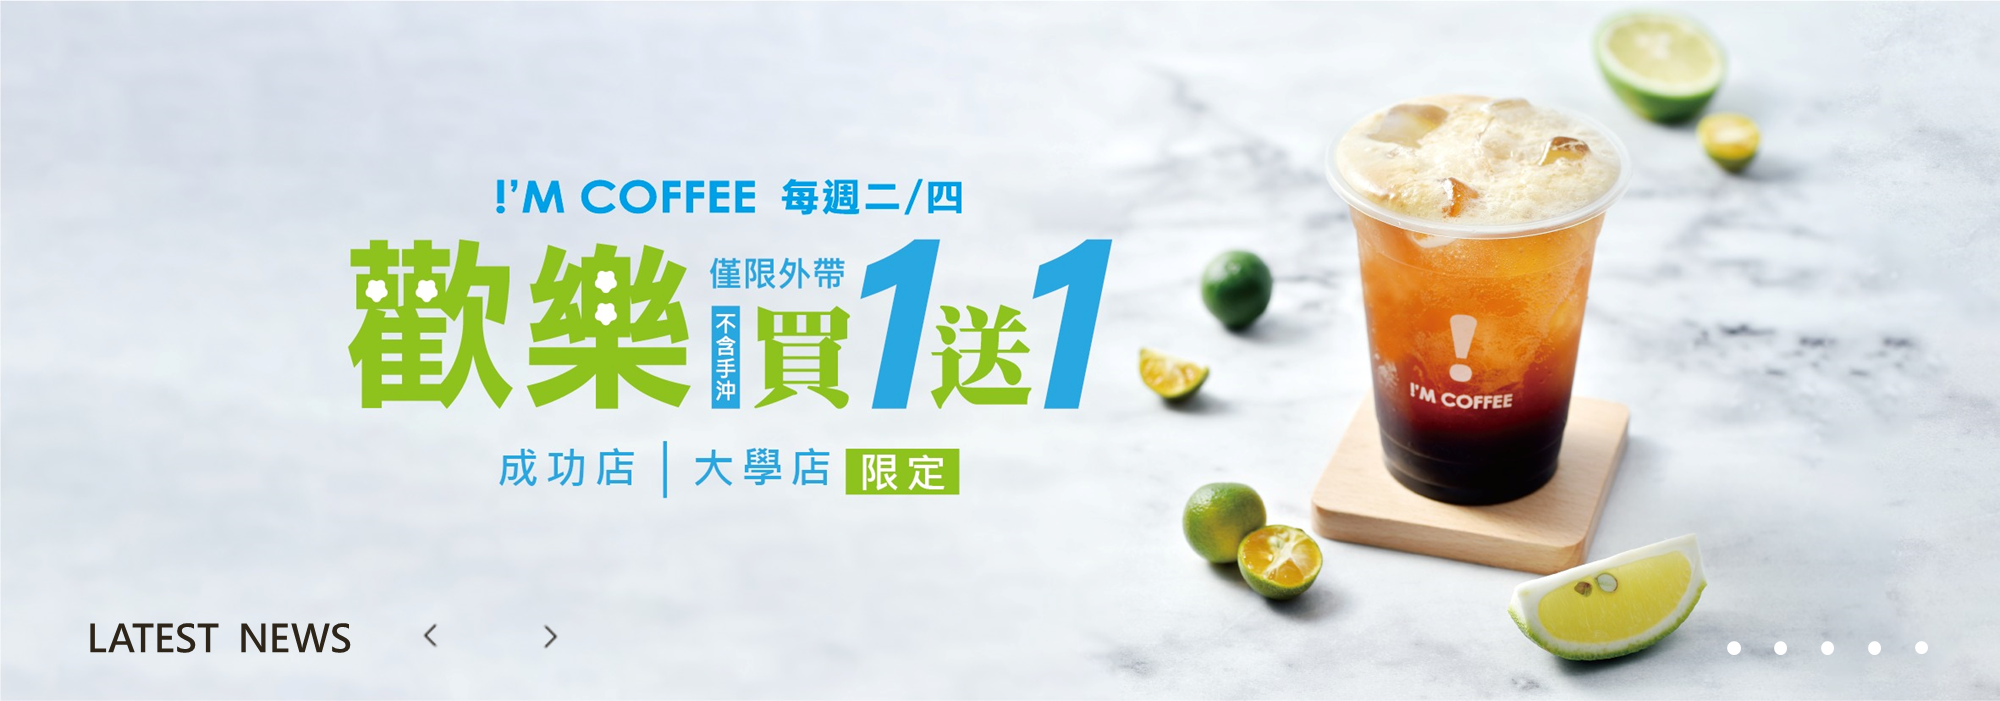 !'M COFFEE 每週二/四
歡樂
僅限外帶
不含手沖
買1送1
成功店 | 大學店 限定
!'M COFFEE
LATEST NEWS